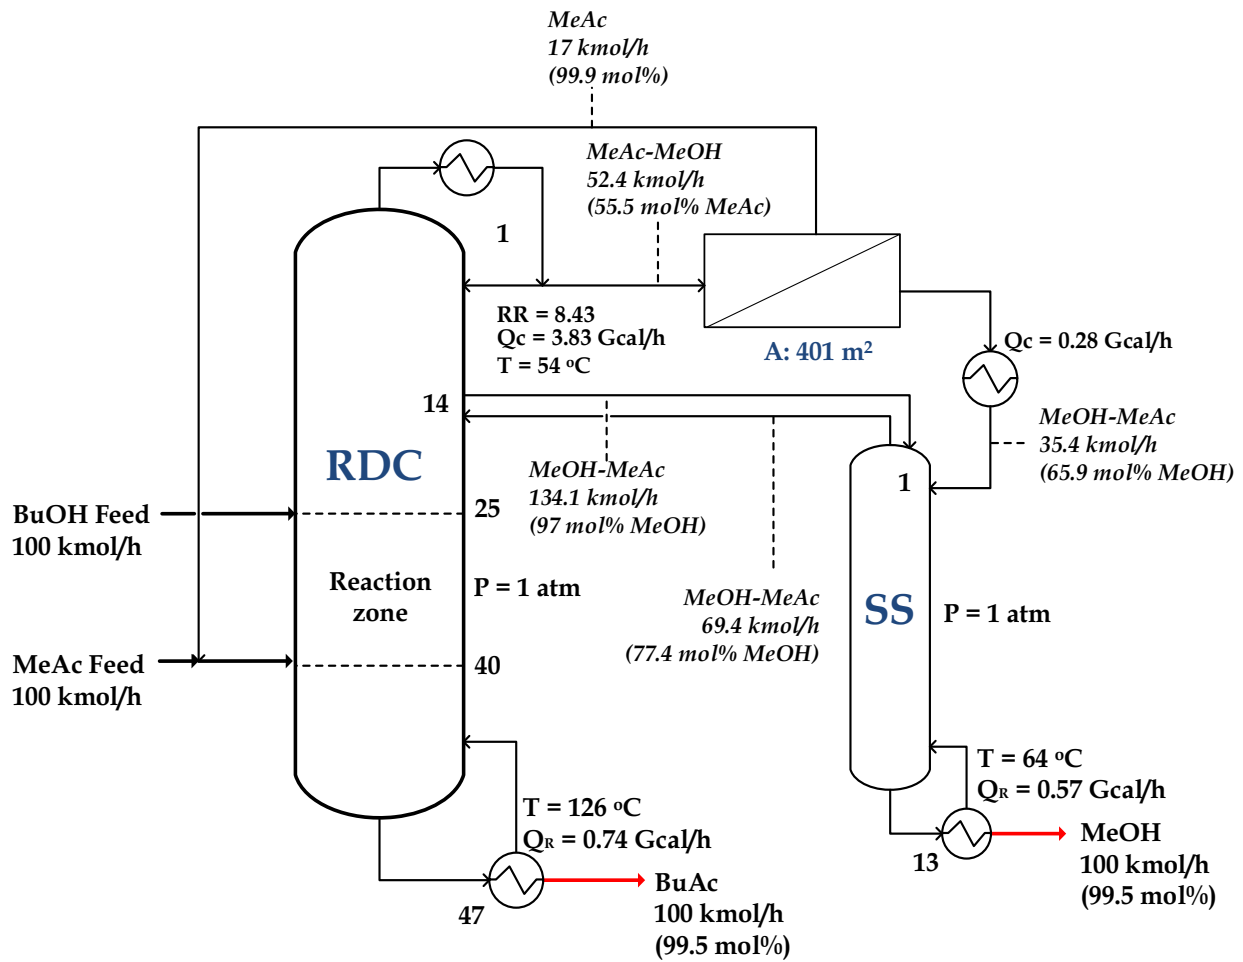 MeAc
17 kmol/h
(99.9 mol%)
MeAc-MeOH
52.4 kmol/h
(55.5 mol% MeAc)
1
RR = 8.43
Qc = 3.83 Gcal/h
T = 54 ºC
A: 401 m²
Qc = 0.28 Gcal/h
14
MeOH-MeAc
35.4 kmol/h
(65.9 mol% MeOH)
RDC
MeOH-MeAc
134.1 kmol/h
(97 mol% MeOH)
1
BuOH Feed
100 kmol/h
25
Reaction
zone
P = 1 atm
MeOH-MeAc
69.4 kmol/h
(77.4 mol% MeOH)
SS
P = 1 atm
MeAc Feed
100 kmol/h
40
T = 126 ºC
QR = 0.74 Gcal/h
47
BuAc
100 kmol/h
(99.5 mol%)
T = 64 ºC
QR = 0.57 Gcal/h
13
MeOH
100 kmol/h
(99.5 mol%)